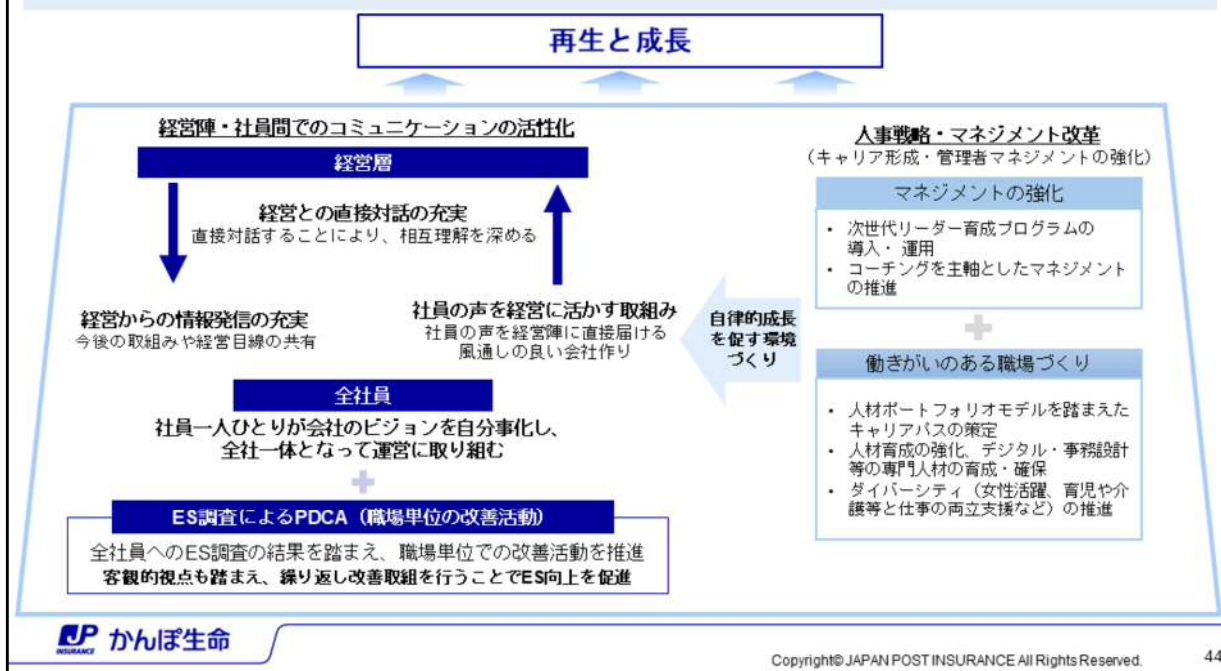 再生と成長
経営陣・社員間でのコミュニケーションの活性化
経営層
経営との直接対話の充実
直接対話することにより、相互理解を深める
経営からの情報発信の充実
今後の取組みや経営目線の共有
社員の声を経営に活かす取組み
社員の声を経営陣に直接届ける
風通しの良い会社作り
全社員
社員一人ひとりが会社のビジョンを自分事化し、
全社一体となって運営に取り組む
ES調査によるPDCA（職場単位の改善活動）
全社員へのES調査の結果を踏まえ、職場単位での改善活動を推進
客観的視点も踏まえ、繰り返し改善取組を行うことでES向上を促進
自律的成長
を促す環境
づくり
人事戦略・マネジメント改革
（キャリア形成・管理者マネジメントの強化）
マネジメントの強化
• 次世代リーダー育成プログラムの
導入・ 運用
• コーチングを主軸としたマネジメント
の推進
働きがいのある職場づくり
• 人材ポートフォリオモデルを踏まえた
キャリアパスの策定
• 人材育成の強化、デジタル・事務設計
等の専門人材の育成・確保
• ダイバーシティ（女性活躍、育児や介
護等と仕事の両立支援など）の推進
JP
INSURANCE
かんぽ生命
Copyright© JAPAN POST INSURANCE All Rights Reserved.
44